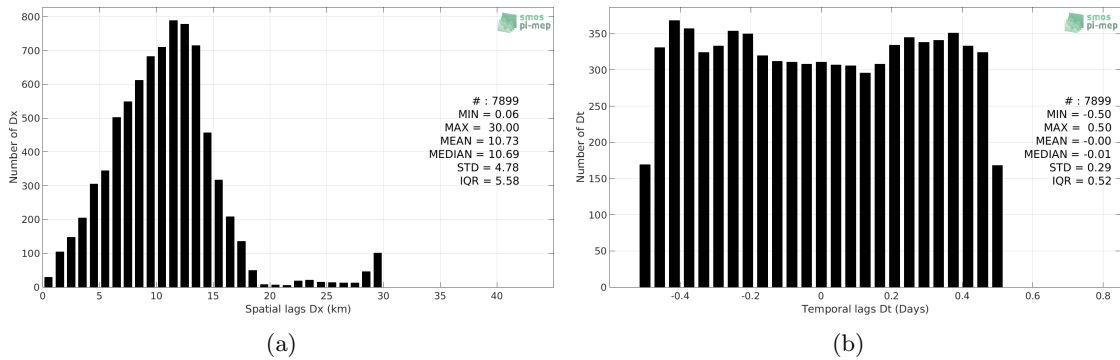 smos
pi-mep
Number of Dx
800
700
600
500
400
300
200
100
0
# : 7899
MIN = 0.06
MAX = 30.00
MEAN = 10.73
MEDIAN = 10.69
STD = 4.78
IQR = 5.58
0 5 10 15 20 25 30 35 40
Spatial lags Dx (km)
(a)
smos
pi-mep
Number of Dt
350
300
250
200
150
100
50
0
# : 7899
MIN = -0.50
MAX = 0.50
MEAN = -0.00
MEDIAN = -0.01
STD = 0.29
IQR = 0.52
-0.4 -0.2 0 0.2 0.4 0.6 0.8
Temporal lags Dt (Days)
(b)